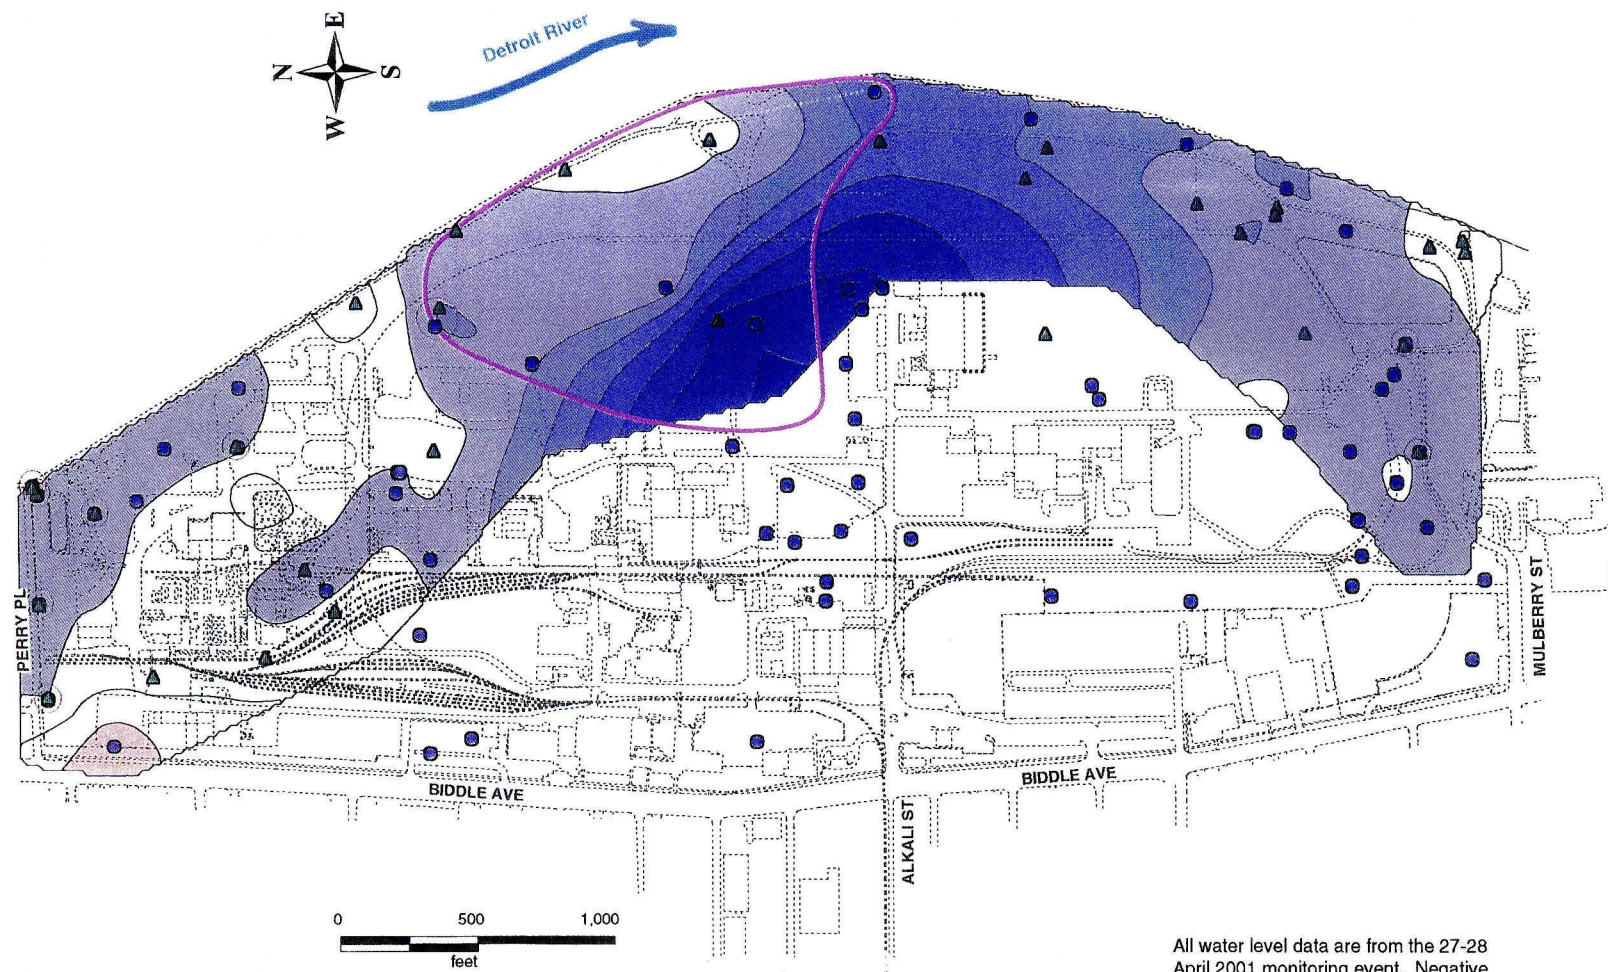 E
N
S
W
Detroit River
PERRY PL
MULBERRY ST
BIDDLE AVE
BIDDLE AVE
ALKALI ST
0 500 1,000
feet
All water level data are from the 27-28
April 2001 monitoring event. Negative